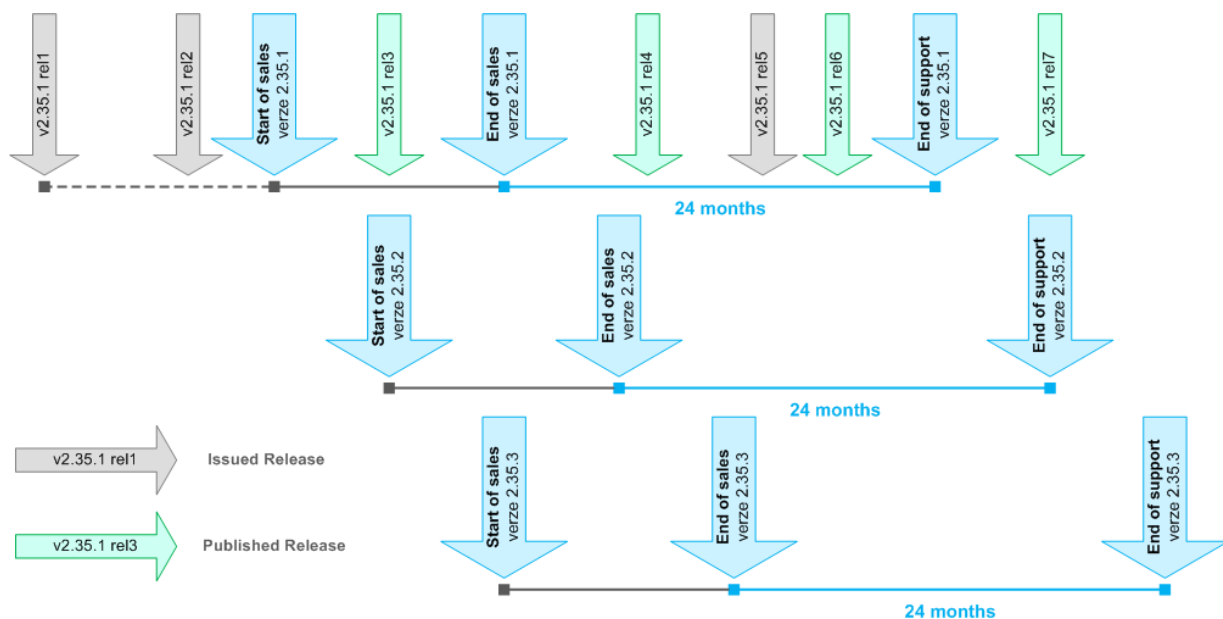 v2.35.1 rel1
v2.35.1 rel2
Start of sales
verze 2.35.1
v2.35.1 rel3
End of sales
verze 2.35.1
v2.35.1 rel4
v2.35.1 rel5
v2.35.1 rel6
End of support
verze 2.35.1
v2.35.1 rel7
24 months
Start of sales
verze 2.35.2
End of sales
verze 2.35.2
End of support
verze 2.35.2
24 months
Start of sales
verze 2.35.3
End of sales
verze 2.35.3
End of support
verze 2.35.3
24 months
v2.35.1 rel1
Issued Release
v2.35.1 rel3
Published Release